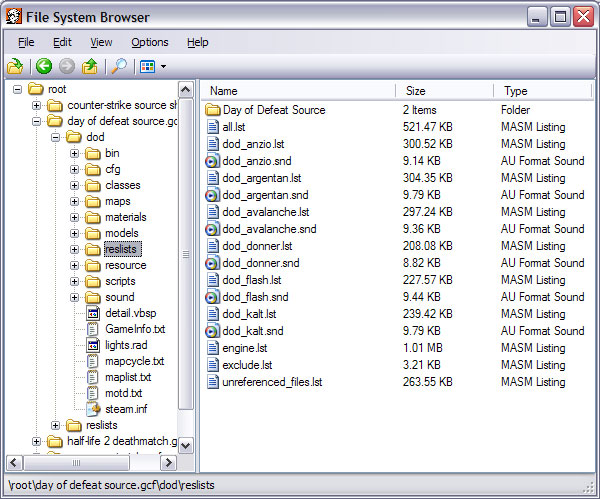 File System Browser
File Edit View Options Help
root
counter-strike source sh
day of defeat source.gc
dod
bin
cfg
classes
maps
materials
models
reslists
resource
scripts
sound
detail.vbsp
GameInfo.txt
lights.rad
mapcycle.txt
maplist.txt
motd.txt
steam.inf
reslists
half-life 2 deathmatch.g
Name Size Type
Day of Defeat Source 2 Items Folder
all.lst 521.47 KB MASM Listing
dod_anzio.lst 300.52 KB MASM Listing
dod_anzio.snd 9.14 KB AU Format Sound
dod_argentan.lst 304.35 KB MASM Listing
dod_argentan.snd 9.79 KB AU Format Sound
dod_avalanche.lst 297.24 KB MASM Listing
dod_avalanche.snd 9.36 KB AU Format Sound
dod_donner.lst 208.08 KB MASM Listing
dod_donner.snd 8.82 KB AU Format Sound
dod_flash.lst 227.57 KB MASM Listing
dod_flash.snd 9.44 KB AU Format Sound
dod_kalt.lst 239.42 KB MASM Listing
dod_kalt.snd 9.79 KB AU Format Sound
engine.lst 1.01 MB MASM Listing
exclude.lst 3.21 KB MASM Listing
unreferenced_files.lst 263.55 KB MASM Listing
\root\day of defeat source.gcf\dod\reslists